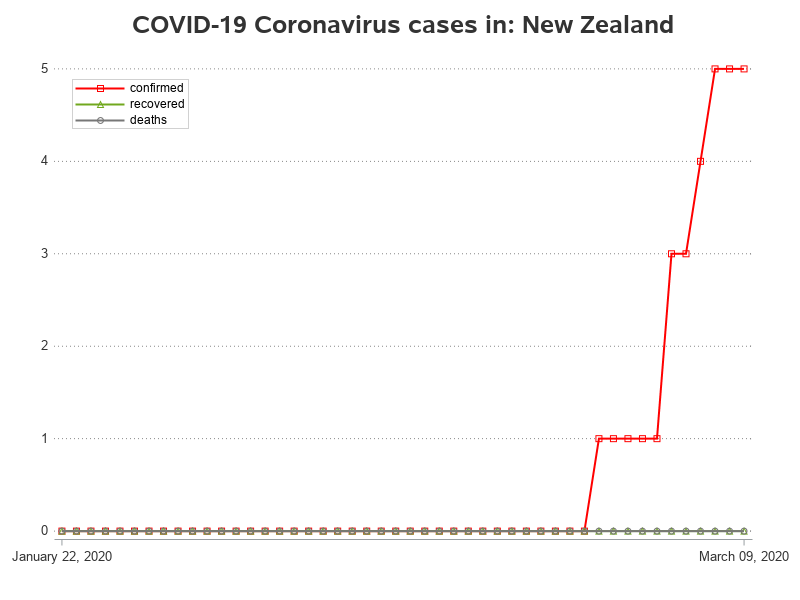 COVID-19 Coronavirus cases in: New Zealand
5
confirmed
recovered
deaths
4
3
2
1
0
January 22, 2020
March 09, 2020